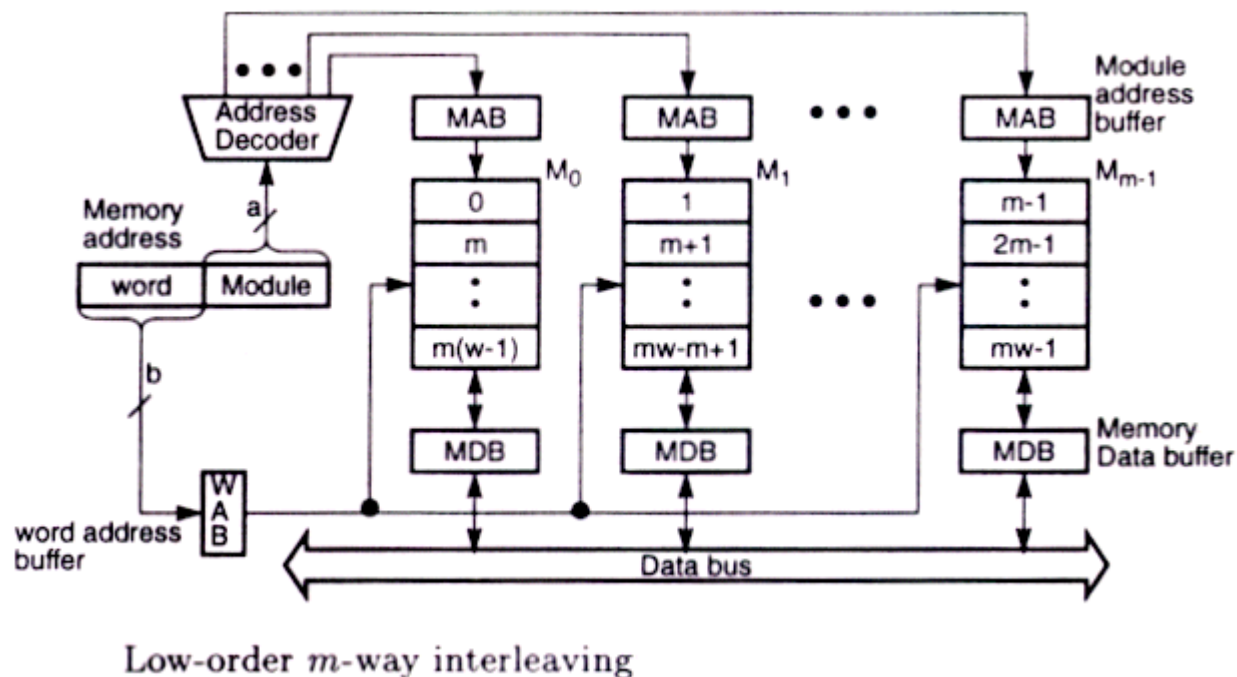 Address
Decoder
MAB
MAB
MAB
Module
address
buffer
M0
M1
Mm-1
a
Memory
address
word
Module
0
m
m(w-1)
1
m+1
mw-m+1
m-1
2m-1
mw-1
b
MDB
MDB
MDB
Memory
Data buffer
W
A
B
word address
buffer
Data bus
Low-order m-way interleaving